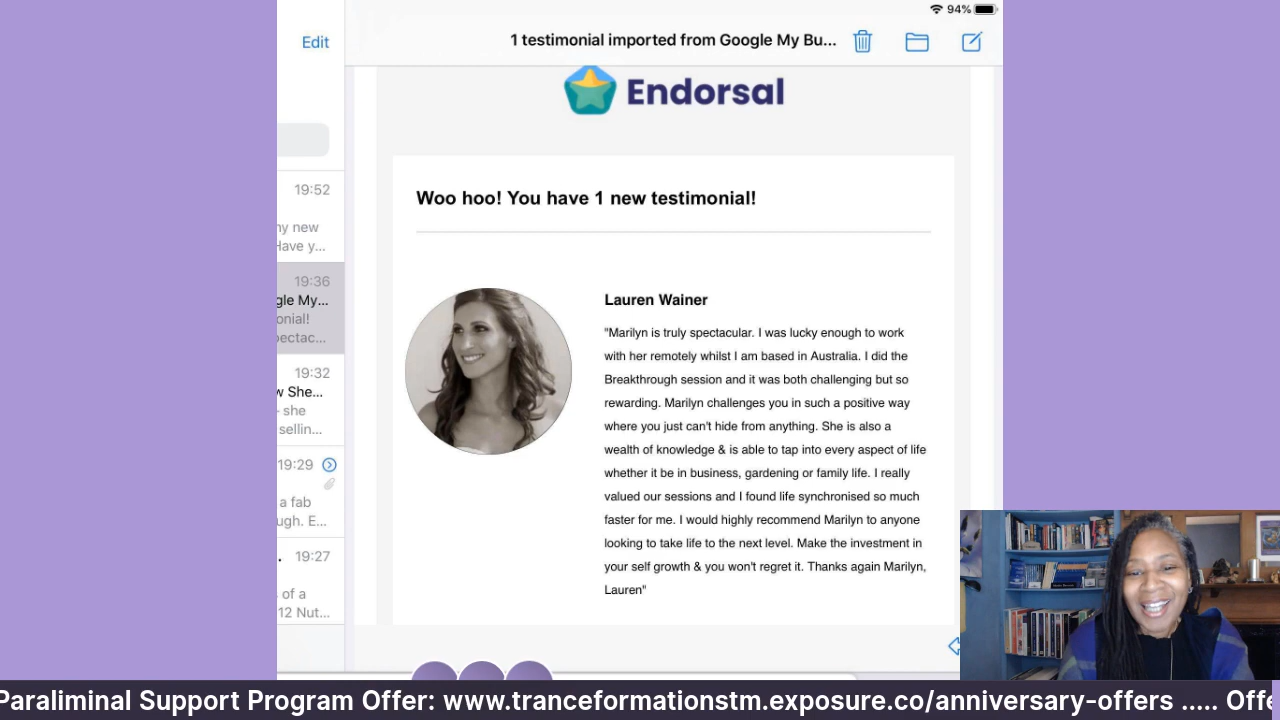 94%
Edit
1 testimonial imported from Google My Bu...
Endorsal
19:52
ny new
Have y...
19:36
gle My...
onial!
pectac...
19:32
w She...
- she
sellin...
19:29
a fab
ugh. E...
19:27
of a
12 Nut...
Woo hoo! You have 1 new testimonial!
Lauren Wainer
"Marilyn is truly spectacular. I was lucky enough to work
with her remotely whilst I am based in Australia. I did the
Breakthrough session and it was both challenging but so
rewarding. Marilyn challenges you in such a positive way
where you just can't hide from anything. She is also a
wealth of knowledge & is able to tap into every aspect of life
whether it be in business, gardening or family life. I really
valued our sessions and I found life synchronised so much
faster for me. I would highly recommend Marilyn to anyone
looking to take life to the next level. Make the investment in
your self growth & you won't regret it. Thanks again Marilyn,
Lauren"
Paraliminal Support Program Offer: www.tranceformationstm.exposure.co/anniversary-offers ..... Offe